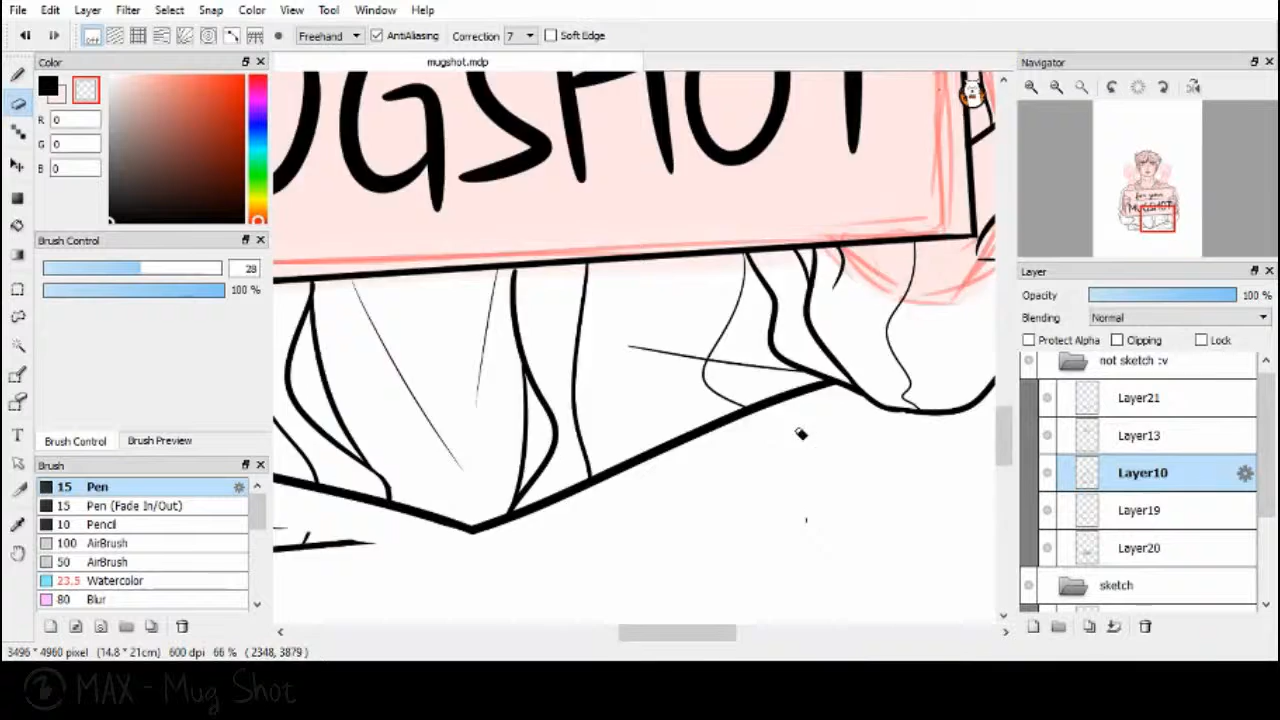 File Edit Layer Filter Select Snap Color View Tool Window Help
off Freehand AntiAliasing Correction 7 Soft Edge
Color
R 0
G 0
B 0
Brush Control
28
100 %
Brush Control Brush Preview
Brush
15 Pen
15 Pen (Fade In/Out)
10 Pencil
100 AirBrush
50 AirBrush
23.5 Watercolor
80 Blur
mugshot.mdp
UGSHOT
Navigator
for your
MUGSHOT
Layer
Opacity 100 %
Blending Normal
Protect Alpha Clipping Lock
not sketch :v
Layer21
Layer13
Layer10
Layer19
Layer20
sketch
3496 * 4960 pixel (14.8 * 21cm) 600 dpi 66 % ( 2348, 3879 )
MAX - Mug Shot